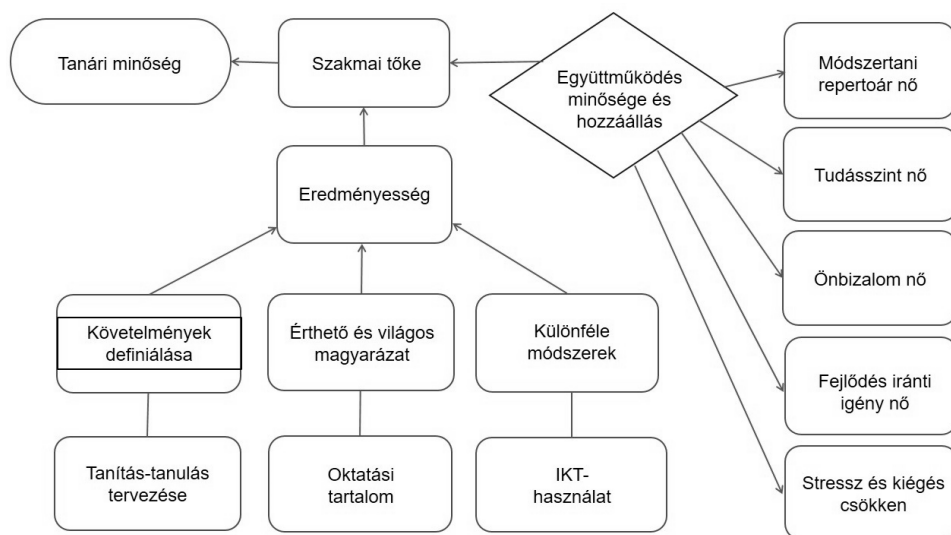 Tanári minőség
Szakmai tőke
Együttműködés
minősége és
hozzáállás
Módszertani
repertoár nő
Eredményesség
Tudásszint nő
Önbizalom nő
Követelmények
definiálása
Érthető és világos
magyarázat
Különféle
módszerek
Fejlődés iránti
igény nő
Tanítás-tanulás
tervezése
Oktatási
tartalom
IKT-
használat
Stressz és kiégés
csökken